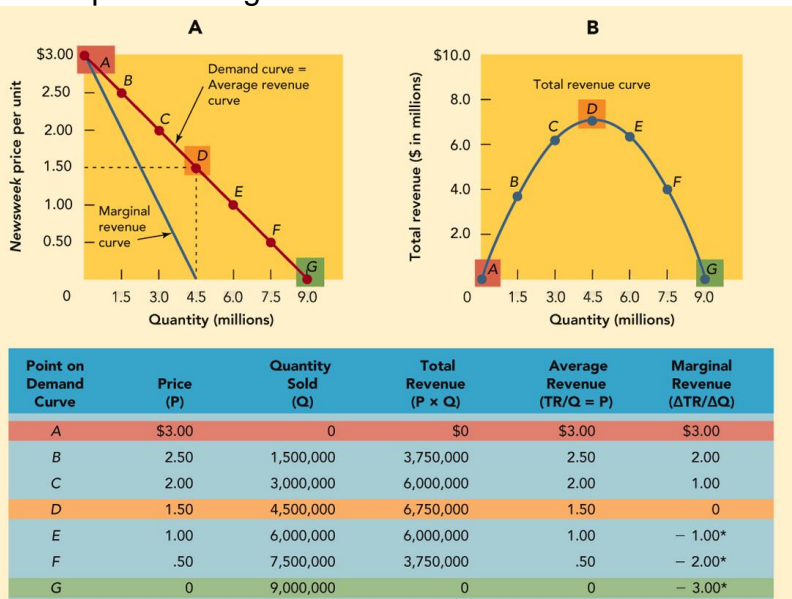 A
$3.00
2.50
2.00
1.50
1.00
0.50
0
1.5 3.0 4.5 6.0 7.5 9.0
Newsweek price per unit
Quantity (millions)
A
B
C
D
E
F
G
Demand curve =
Average revenue
curve
Marginal
revenue
curve
B
$10.0
8.0
6.0
4.0
2.0
0
1.5 3.0 4.5 6.0 7.5 9.0
Total revenue ($ in millions)
Quantity (millions)
Total revenue curve
A
B
C
D
E
F
G
Point on Quantity Total Average Marginal
Demand Price Sold Revenue Revenue Revenue
Curve (P) (Q) (P × Q) (TR/Q = P) (ΔTR/ΔQ)
A $3.00 0 $0 $3.00 $3.00
B 2.50 1,500,000 3,750,000 2.50 2.00
C 2.00 3,000,000 6,000,000 2.00 1.00
D 1.50 4,500,000 6,750,000 1.50 0
E 1.00 6,000,000 6,000,000 1.00 – 1.00*
F .50 7,500,000 3,750,000 .50 – 2.00*
G 0 9,000,000 0 0 – 3.00*